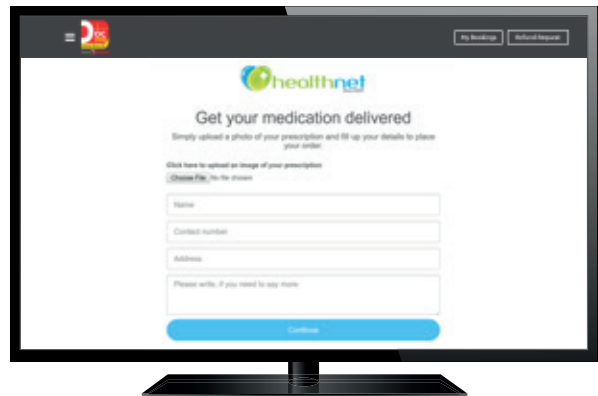 My Bookings
Refund Request
healthnet
Get your medication delivered
Simply upload a photo of your prescription and fill up your details to place
your order.
Click here to upload an image of your prescription
Choose File No file chosen
Name
Contact number
Address
Please write, if you need to say more
Continue